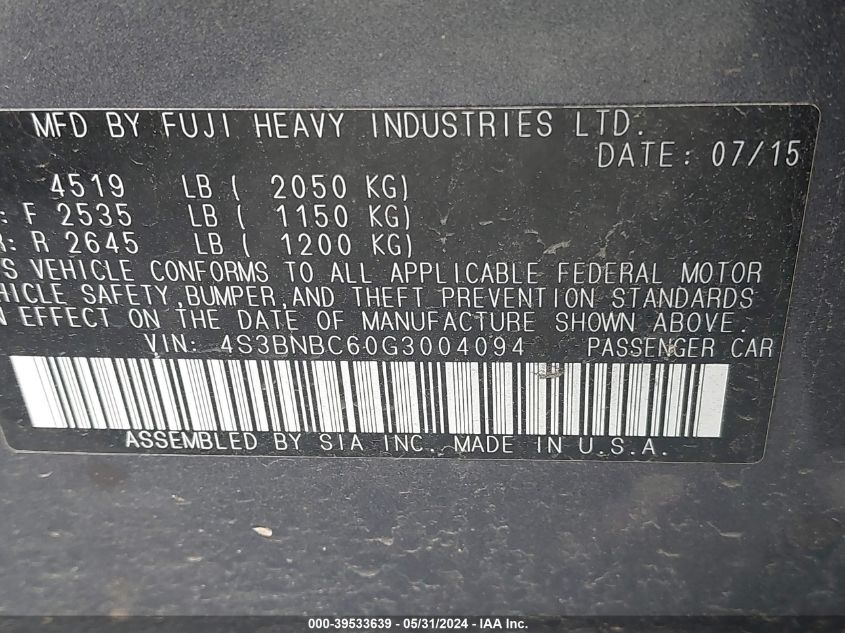 MFD BY FUJI HEAVY INDUSTRIES LTD.
DATE: 07/15
4519 LB ( 2050 KG)
: F 2535 LB ( 1150 KG)
R: R 2645 LB ( 1200 KG)
S VEHICLE CONFORMS TO ALL APPLICABLE FEDERAL MOTOR
HICLE SAFETY,BUMPER,AND THEFT PREVENTION STANDARDS
N EFFECT ON THE DATE OF MANUFACTURE SHOWN ABOVE.
VIN: 4S3BNBC60G3004094 PASSENGER CAR
ASSEMBLED BY SIA INC. MADE IN U.S.A.
000-39533639 - 05/31/2024 - IAA Inc.